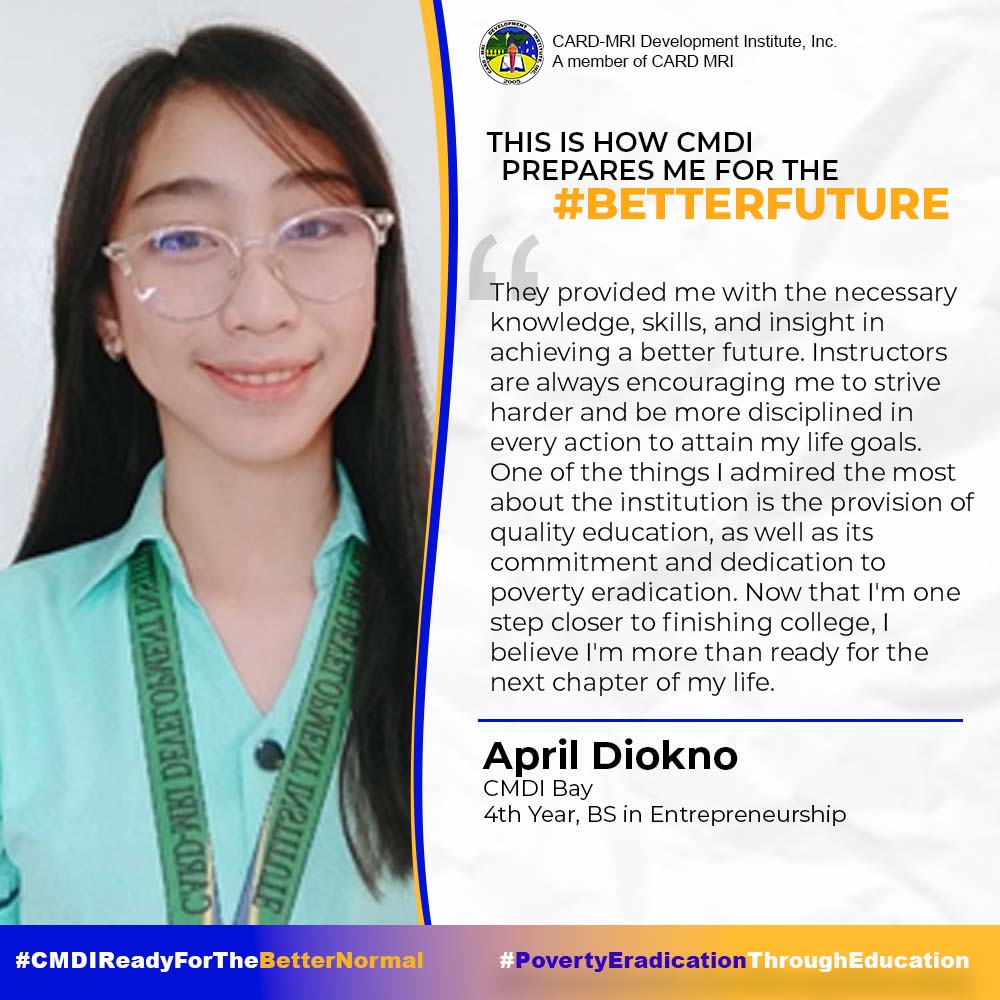 CARD MRI DEVELOPMENT INSTITUTE INC.
2005
CARD-MRI Development Institute, Inc.
A member of CARD MRI
THIS IS HOW CMDI
PREPARES ME FOR THE
#BETTERFUTURE
“
They provided me with the necessary
knowledge, skills, and insight in
achieving a better future. Instructors
are always encouraging me to strive
harder and be more disciplined in
every action to attain my life goals.
One of the things I admired the most
about the institution is the provision of
quality education, as well as its
commitment and dedication to
poverty eradication. Now that I'm one
step closer to finishing college, I
believe I'm more than ready for the
next chapter of my life.
April Diokno
CMDI Bay
4th Year, BS in Entrepreneurship
CARD-MRI DEVELOPMENT INSTI
DEVELOPMENT INSTITUTE
#CMDIReadyForTheBetterNormal
#PovertyEradicationThroughEducation